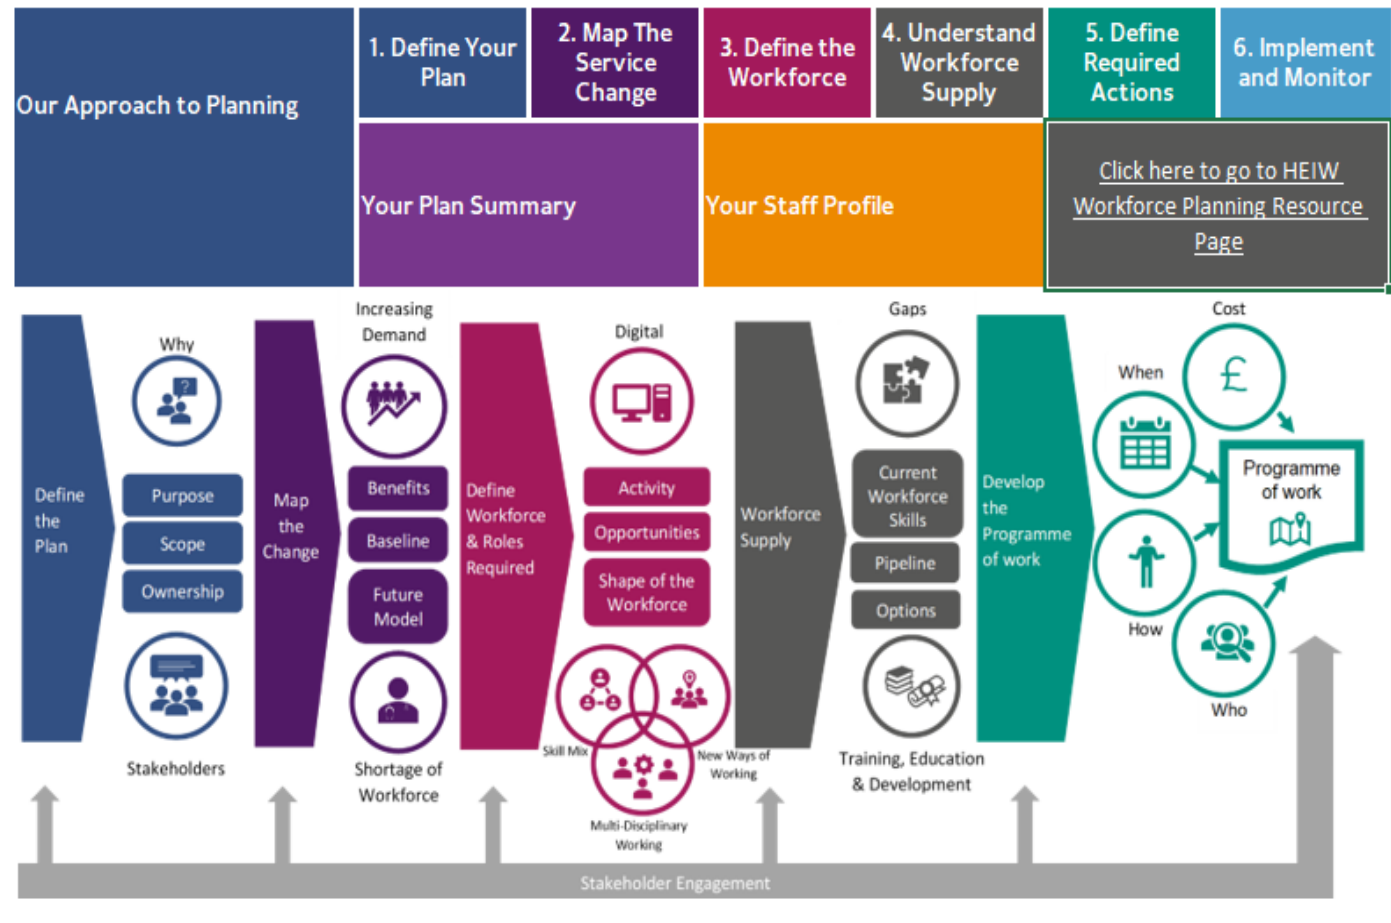 Our Approach to Planning
1. Define Your
Plan
2. Map The
Service
Change
3. Define the
Workforce
4. Understand
Workforce
Supply
5. Define
Required
Actions
6. Implement
and Monitor
Your Plan Summary
Your Staff Profile
Click here to go to HEIW
Workforce Planning Resource
Page
Define
the
Plan
Why
?
Purpose
Scope
Ownership
Stakeholders
Map
the
Change
Increasing
Demand
Benefits
Baseline
Future
Model
Shortage of
Workforce
Define
Workforce
& Roles
Required
Digital
Activity
Opportunities
Shape of the
Workforce
Skill Mix
New Ways of
Working
Multi-Disciplinary
Working
Workforce
Supply
Gaps
Current
Workforce
Skills
Pipeline
Options
Training, Education
& Development
Develop
the
Programme
of work
Cost
£
When
How
Who
Programme
of work
Stakeholder Engagement